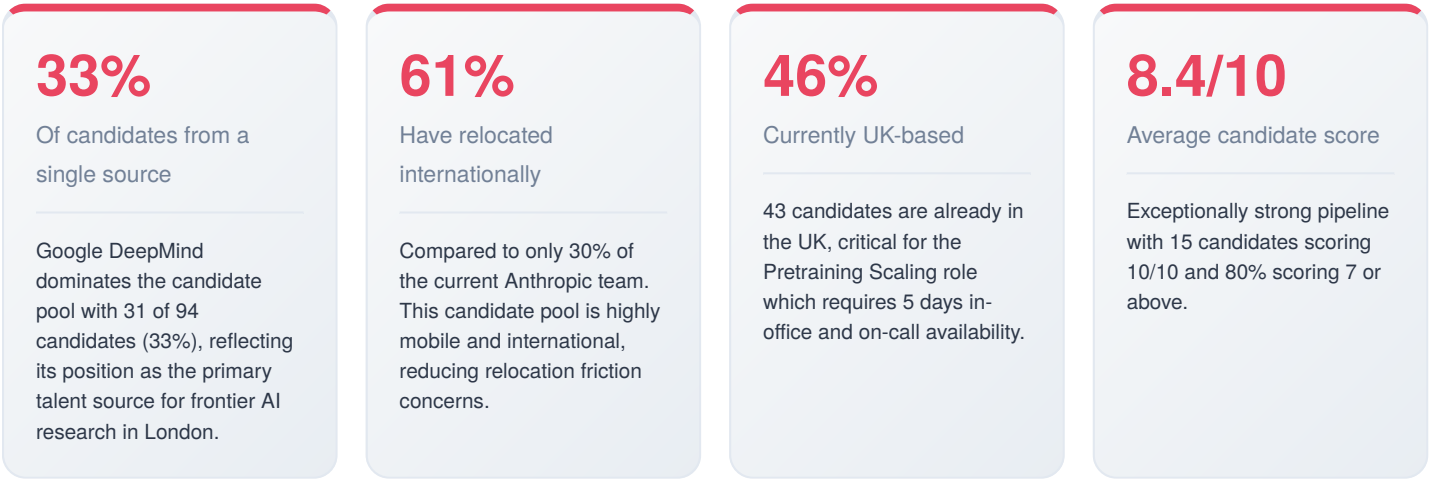 33%
Of candidates from a
single source
Google DeepMind
dominates the candidate
pool with 31 of 94
candidates (33%), reflecting
its position as the primary
talent source for frontier AI
research in London.
61%
Have relocated
internationally
Compared to only 30% of
the current Anthropic team.
This candidate pool is highly
mobile and international,
reducing relocation friction
concerns.
46%
Currently UK-based
43 candidates are already in
the UK, critical for the
Pretraining Scaling role
which requires 5 days in-
office and on-call availability.
8.4/10
Average candidate score
Exceptionally strong pipeline
with 15 candidates scoring
10/10 and 80% scoring 7 or
above.